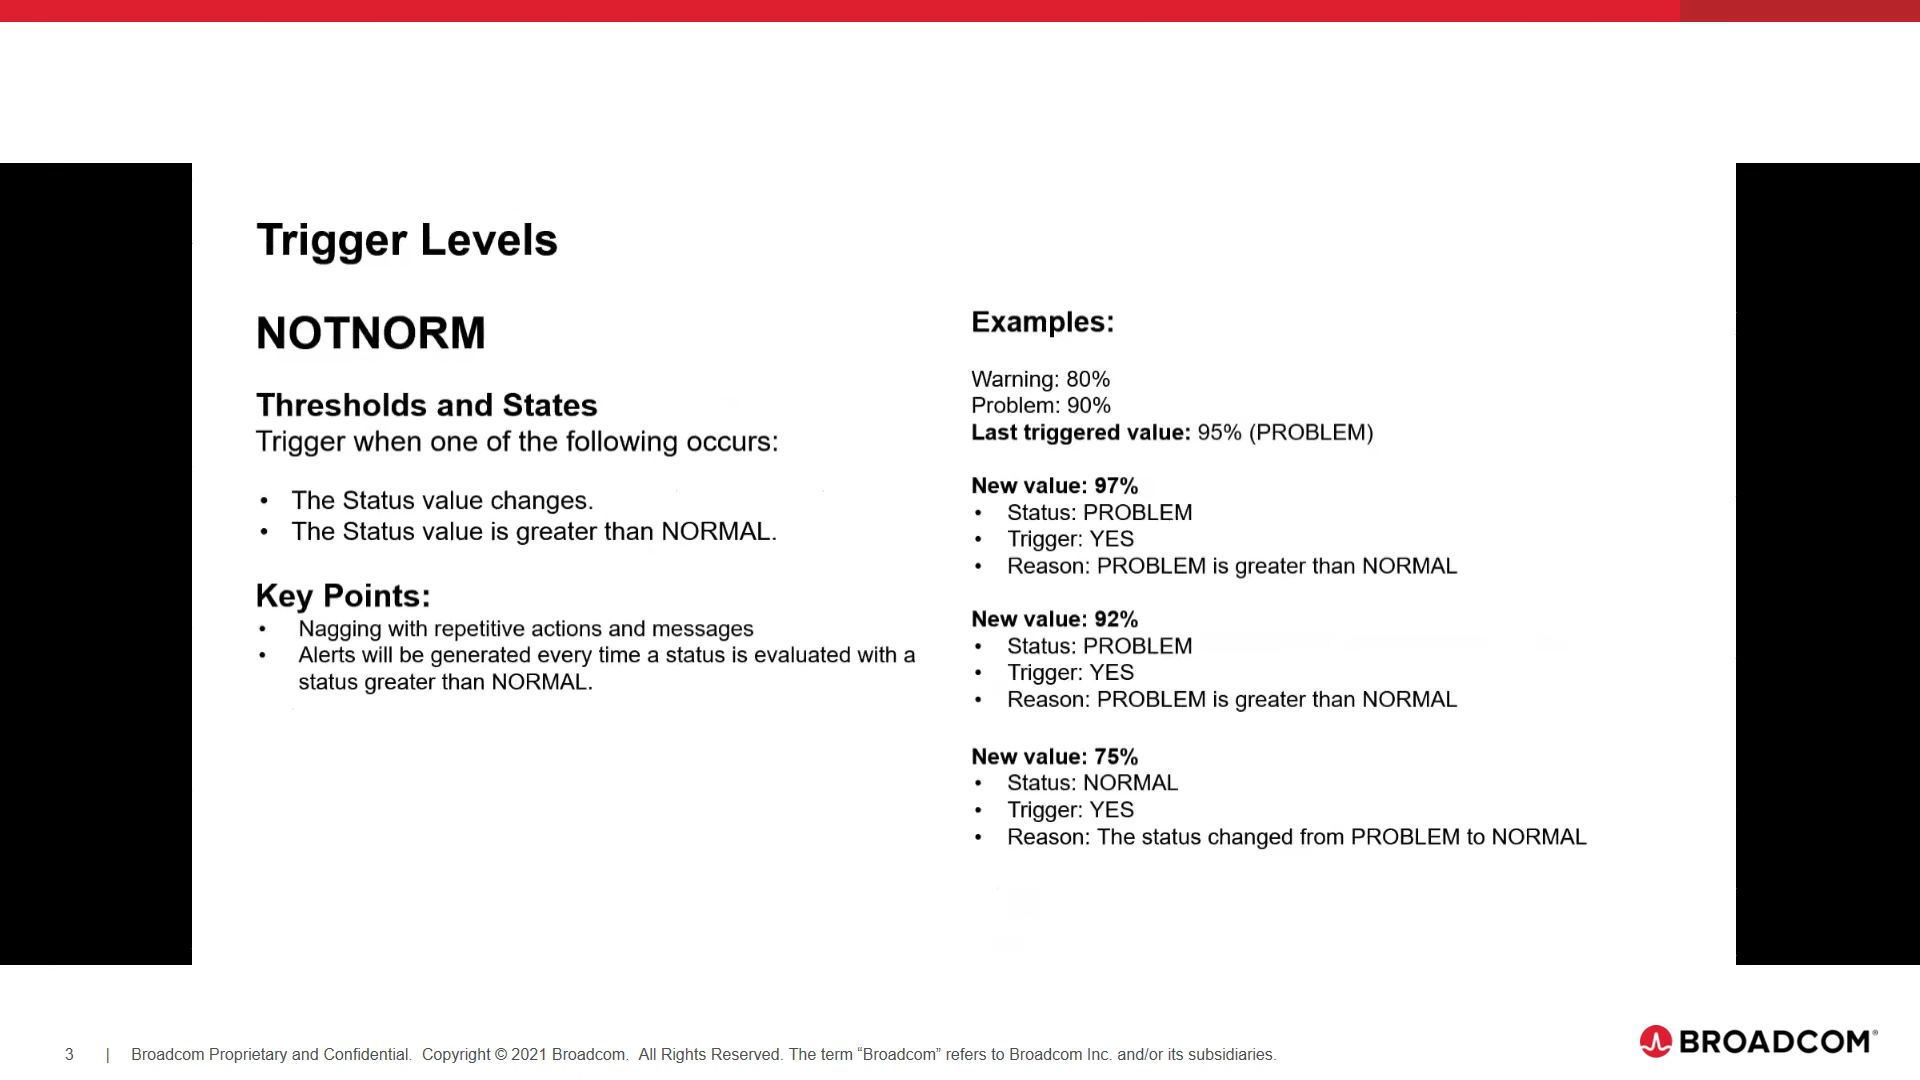 Trigger Levels
NOTNORM
Thresholds and States
Trigger when one of the following occurs:
• The Status value changes.
• The Status value is greater than NORMAL.
Key Points:
• Nagging with repetitive actions and messages
• Alerts will be generated every time a status is evaluated with a
status greater than NORMAL.
Examples:
Warning: 80%
Problem: 90%
Last triggered value: 95% (PROBLEM)
New value: 97%
• Status: PROBLEM
• Trigger: YES
• Reason: PROBLEM is greater than NORMAL
New value: 92%
• Status: PROBLEM
• Trigger: YES
• Reason: PROBLEM is greater than NORMAL
New value: 75%
• Status: NORMAL
• Trigger: YES
• Reason: The status changed from PROBLEM to NORMAL
3 | Broadcom Proprietary and Confidential. Copyright © 2021 Broadcom. All Rights Reserved. The term “Broadcom” refers to Broadcom Inc. and/or its subsidiaries.
BROADCOM®